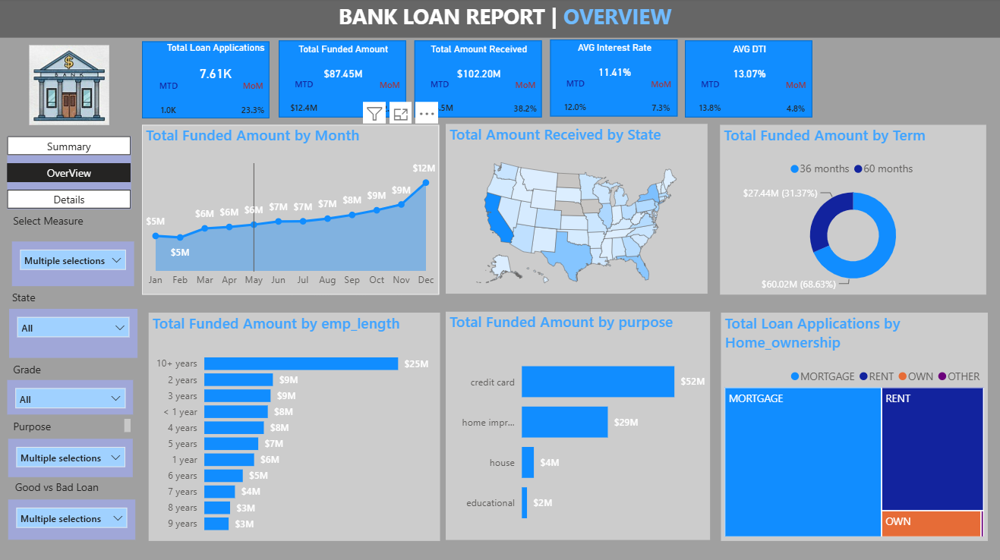 BANK LOAN REPORT | OVERVIEW
$
BANK
Total Loan Applications
7.61K
MTD MoM
1.0K 23.3%
Total Funded Amount
$87.45M
MTD MoM
$12.4M
Total Amount Received
$102.20M
MTD MoM
.5M 38.2%
AVG Interest Rate
11.41%
MTD MoM
12.0% 7.3%
AVG DTI
13.07%
MTD MoM
13.8% 4.8%
Summary
OverView
Details
Select Measure
Multiple selections
State
All
Grade
All
Purpose
Multiple selections
Good vs Bad Loan
Multiple selections
Total Funded Amount by Month
$5M $5M $6M $6M $6M $7M $7M $7M $8M $9M $9M $12M
Jan Feb Mar Apr May Jun Jul Aug Sep Oct Nov Dec
Total Amount Received by State
Total Funded Amount by Term
36 months 60 months
$27.44M (31.37%)
$60.02M (68.63%)
Total Funded Amount by emp_length
10+ years $25M
2 years $9M
3 years $9M
< 1 year $8M
4 years $8M
5 years $7M
1 year $6M
6 years $5M
7 years $4M
8 years $3M
9 years $3M
Total Funded Amount by purpose
credit card $52M
home impr... $29M
house $4M
educational $2M
Total Loan Applications by
Home_ownership
MORTGAGE RENT OWN OTHER
MORTGAGE
RENT
OWN